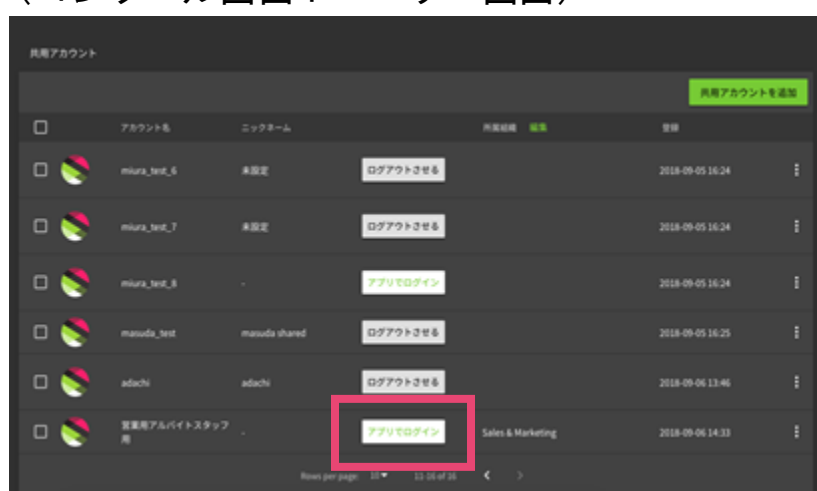 共用アカウント
共用アカウントを追加
アカウント名 ニックネーム 所属組織 編集 登録
miura_test_6 未設定 ログアウトさせる 2018-09-05 16:24
miura_test_7 未設定 ログアウトさせる 2018-09-05 16:24
miura_test_8 - アプリでログイン 2018-09-05 16:24
masuda_test masuda shared ログアウトさせる 2018-09-05 16:25
adachi adachi ログアウトさせる 2018-09-06 13:46
営業用アルバイトスタッフ - アプリでログイン Sales & Marketing 2018-09-06 14:33
用
Rows per page: 10 11-16 of 16